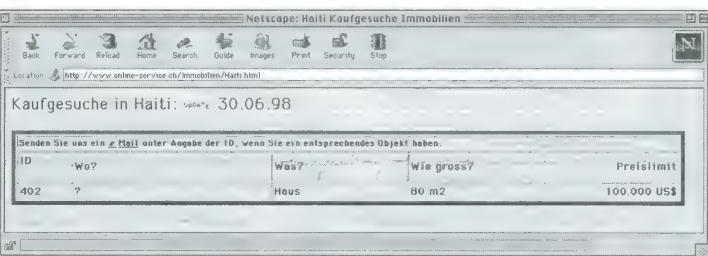 Netscape: Haiti Kaufgesuche Immobilien
Back Forward Reload Home Search Guide Images Print Security Stop
N
Location: http://www.online-service.ch/Immobilien/Haiti.html
Kaufgesuche in Haiti: UPDATE 30.06.98
Senden Sie uns ein e Mail unter Angabe der ID, wenn Sie ein entsprechendes Objekt haben.
ID Wo? Was? Wie gross? Preislimit
402 ? Haus 80 m2 100.000 US$